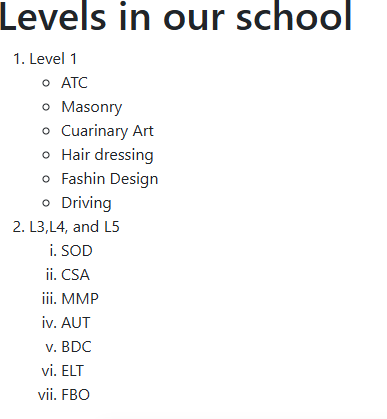 Levels in our school
1. Level 1
◦ ATC
◦ Masonry
◦ Cuarinary Art
◦ Hair dressing
◦ Fashin Design
◦ Driving
2. L3,L4, and L5
i. SOD
ii. CSA
iii. MMP
iv. AUT
v. BDC
vi. ELT
vii. FBO